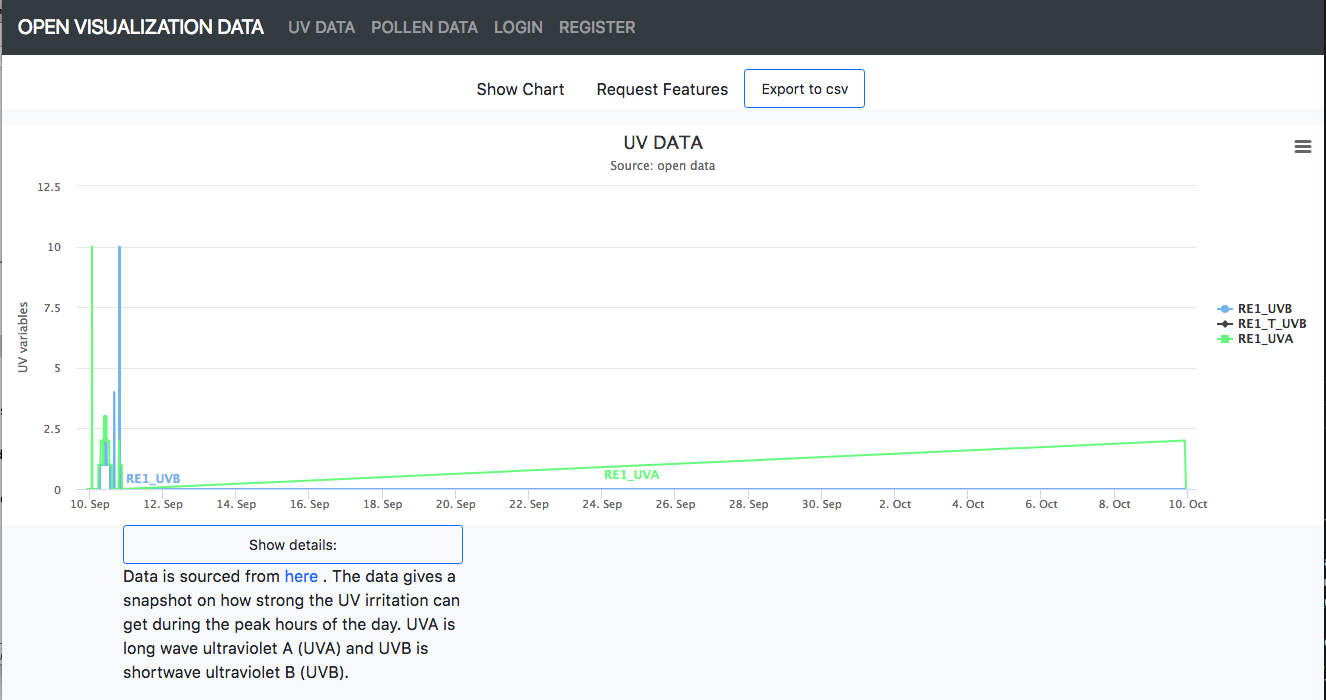 OPEN VISUALIZATION DATA UV DATA POLLEN DATA LOGIN REGISTER
Show Chart Request Features Export to csv
UV DATA
Source: open data
UV variables
12.5
10
7.5
5
2.5
0
RE1_UVB
RE1_UVA
10. Sep 12. Sep 14. Sep 16. Sep 18. Sep 20. Sep 22. Sep 24. Sep 26. Sep 28. Sep 30. Sep 2. Oct 4. Oct 6. Oct 8. Oct 10. Oct
RE1_UVB
RE1_T_UVB
RE1_UVA
Show details:
Data is sourced from here . The data gives a
snapshot on how strong the UV irritation can
get during the peak hours of the day. UVA is
long wave ultraviolet A (UVA) and UVB is
shortwave ultraviolet B (UVB).